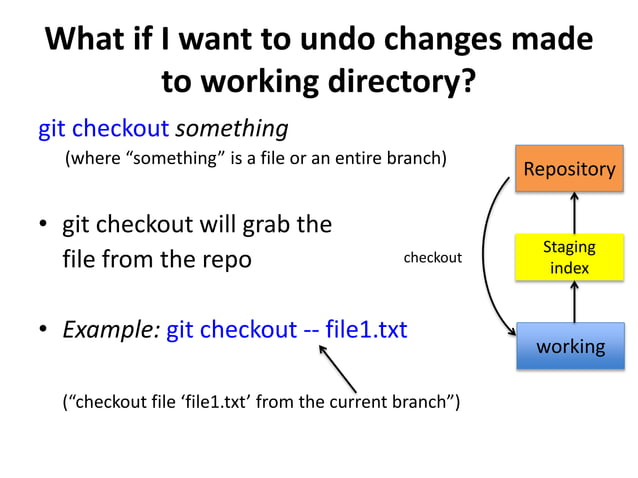 What if I want to undo changes made
to working directory?
git checkout something
(where “something” is a file or an entire branch)
• git checkout will grab the
file from the repo
• Example: git checkout -- file1.txt
(“checkout file ‘file1.txt’ from the current branch”)
Repository
checkout
Staging
index
working